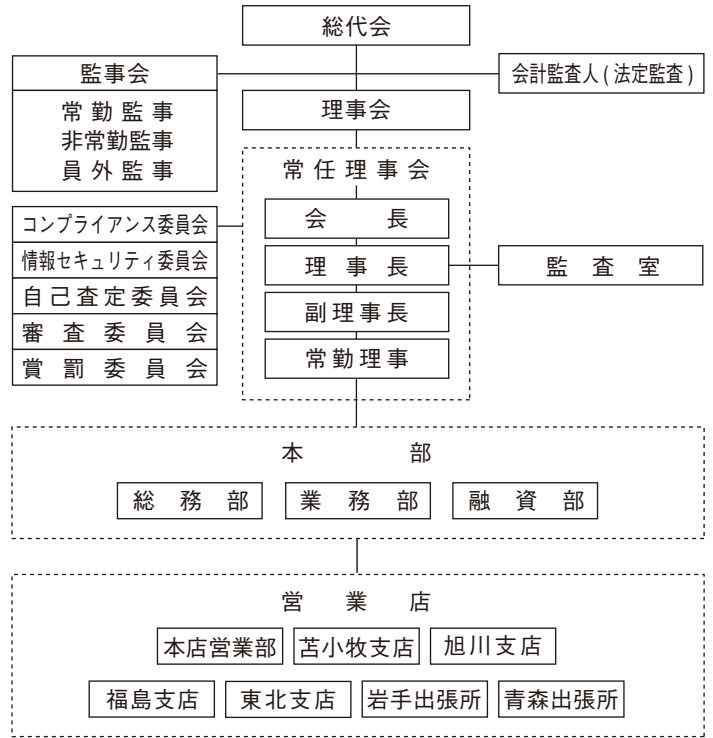 総代会
監事会
会計監査人(法定監査)
常勤監事
非常勤監事
員外監事
理事会
常任理事会
会長
理事長
副理事長
常勤理事
コンプライアンス委員会
情報セキュリティ委員会
自己査定委員会
審査委員会
賞罰委員会
監査室
本部
総務部
業務部
融資部
営業店
本店営業部
苫小牧支店
旭川支店
福島支店
東北支店
岩手出張所
青森出張所